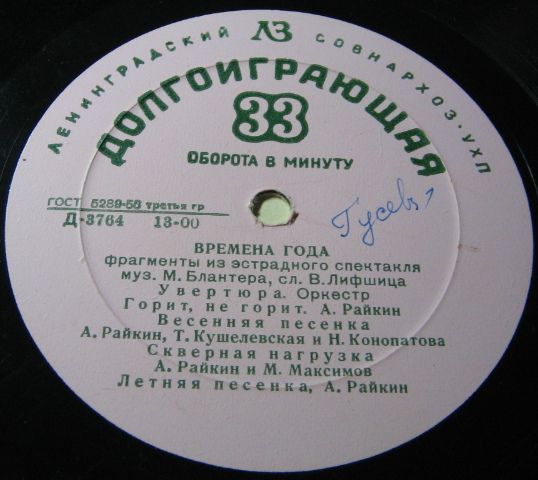 ЛЕНИНГРАДСКИЙ ЛЗ СОВНАРХОЗ·УХП
ДОЛГОИГРАЮЩАЯ
33
ОБОРОТА В МИНУТУ
ГОСТ 5289-56 третья гр
Д-3764 13-00
Гусев
ВРЕМЕНА ГОДА
фрагменты из эстрадного спектакля
муз. М. Блантера, сл. В. Лифшица
Увертюра. Оркестр
Горит, не горит. А. Райкин
Весенняя песенка
А. Райкин, Т. Кушелевская и Н. Конопатова
Скверная нагрузка
А. Райкин и М. Максимов
Летняя песенка, А. Райкин